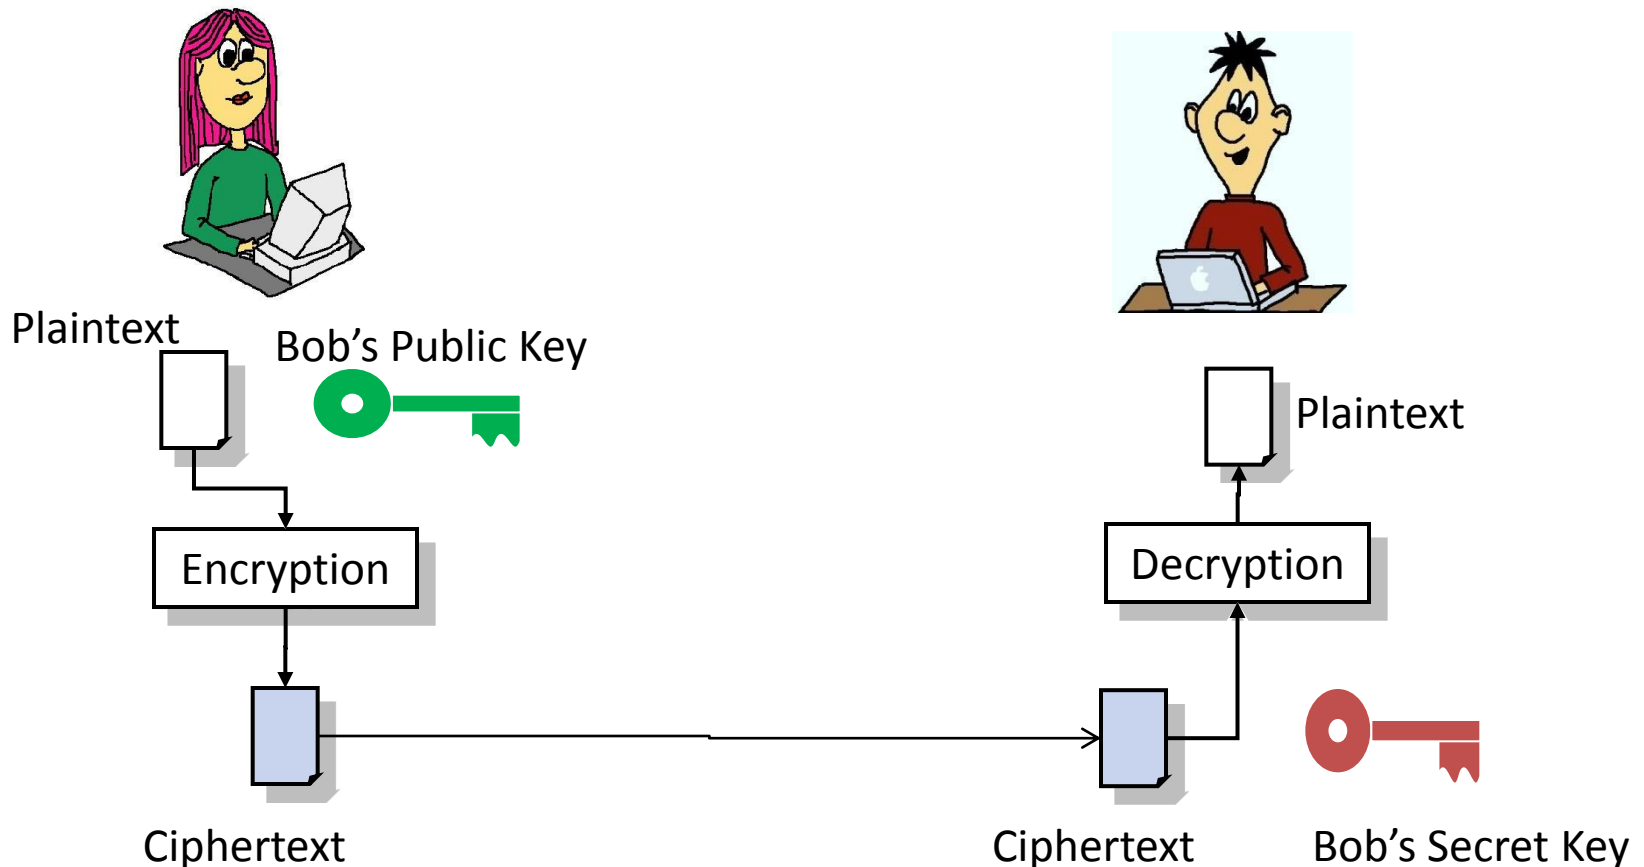 Plaintext
Bob’s Public Key
Encryption
Ciphertext
Plaintext
Decryption
Ciphertext
Bob’s Secret Key